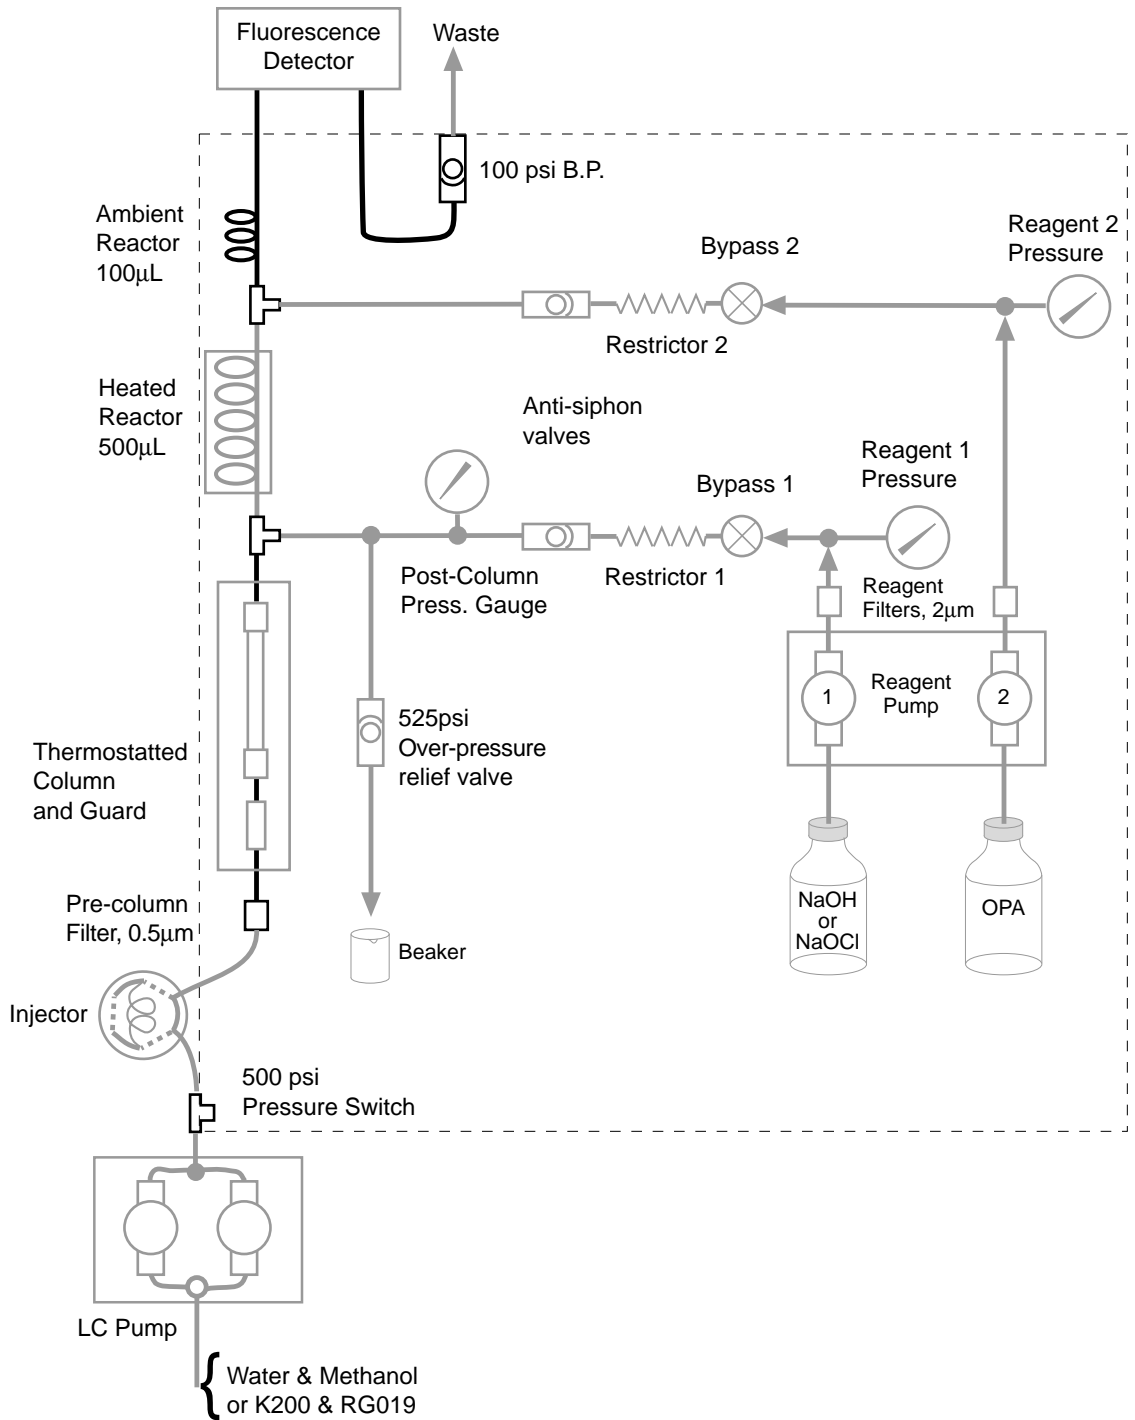 Fluorescence
Detector
Waste
100 psi B.P.
Ambient
Reactor
100μL
Bypass 2
Reagent 2
Pressure
Restrictor 2
Heated
Reactor
500μL
Anti-siphon
valves
Reagent 1
Pressure
Bypass 1
Post-Column
Press. Gauge
Restrictor 1
Reagent
Filters, 2μm
1
Reagent
Pump
2
525psi
Over-pressure
relief valve
Thermostatted
Column
and Guard
NaOH
or
NaOCl
OPA
Pre-column
Filter, 0.5μm
Beaker
Injector
500 psi
Pressure Switch
LC Pump
Water & Methanol
or K200 & RG019